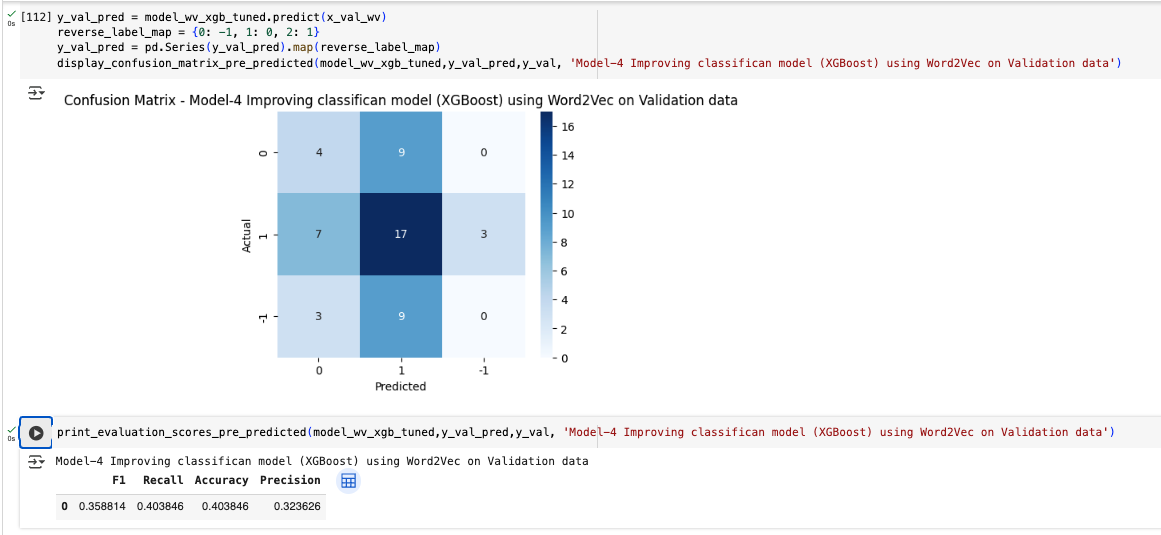 [112] y_val_pred = model_wv_xgb_tuned.predict(x_val_wv)
0s
reverse_label_map = {0: -1, 1: 0, 2: 1}
y_val_pred = pd.Series(y_val_pred).map(reverse_label_map)
display_confusion_matrix_pre_predicted(model_wv_xgb_tuned,y_val_pred,y_val, 'Model-4 Improving classifican model (XGBoost) using Word2Vec on Validation data')
Confusion Matrix - Model-4 Improving classifican model (XGBoost) using Word2Vec on Validation data
0 4 9 0
1 7 17 3
-1 3 9 0
Actual
0 1 -1
Predicted
16
14
12
10
8
6
4
2
0
0s
print_evaluation_scores_pre_predicted(model_wv_xgb_tuned,y_val_pred,y_val, 'Model-4 Improving classifican model (XGBoost) using Word2Vec on Validation data')
Model-4 Improving classifican model (XGBoost) using Word2Vec on Validation data
F1 Recall Accuracy Precision
0 0.358814 0.403846 0.403846 0.323626